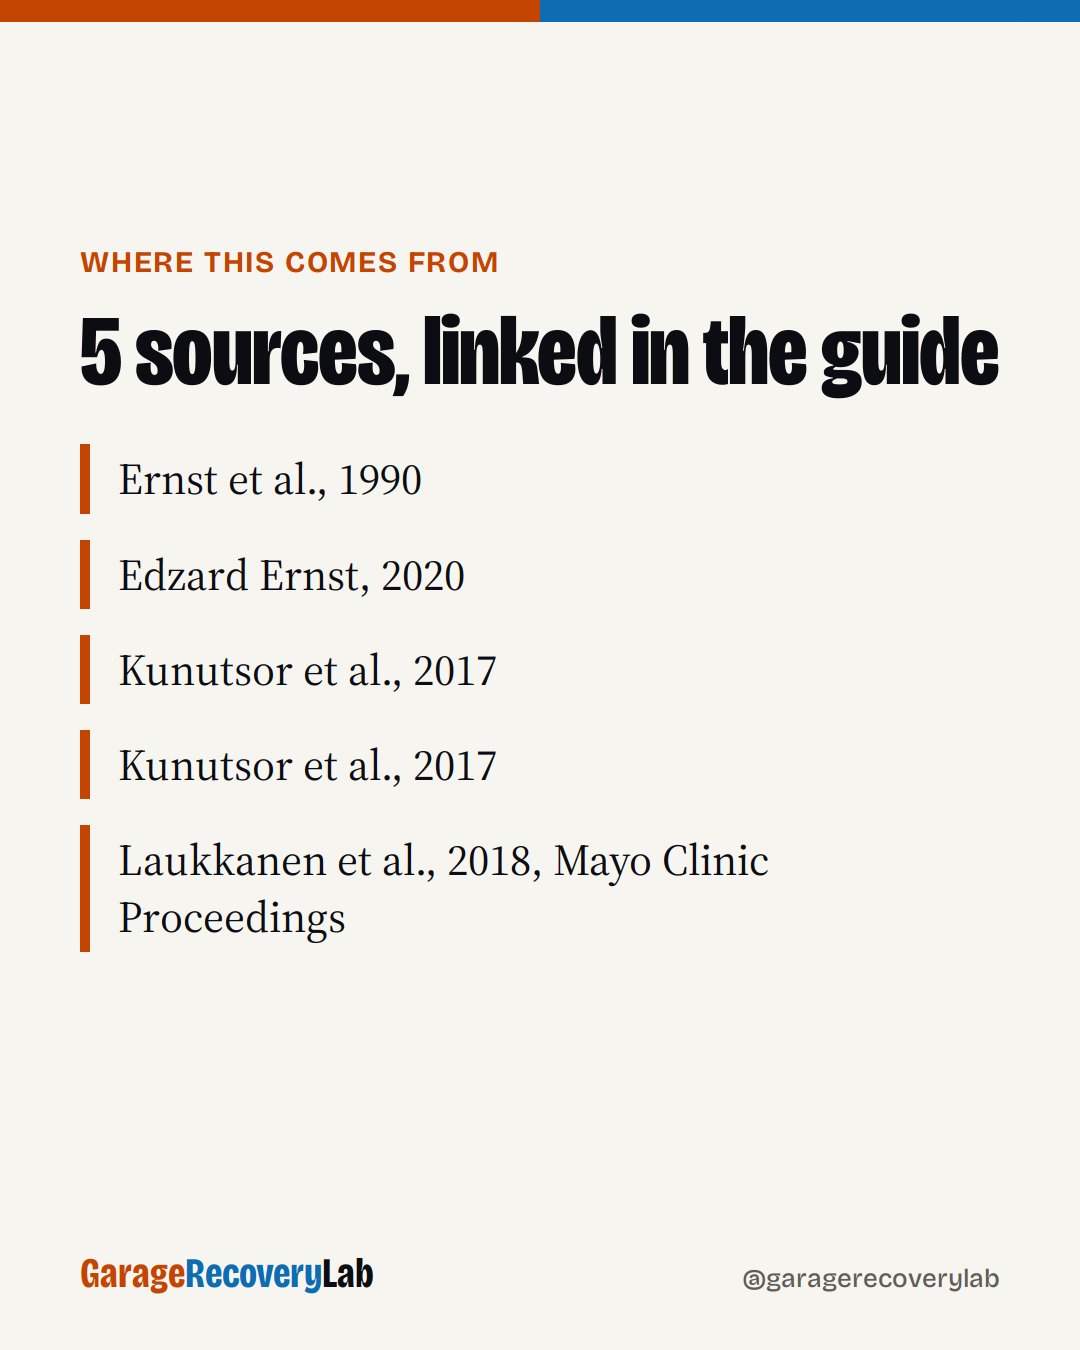 WHERE THIS COMES FROM
5 sources, linked in the guide
Ernst et al., 1990
Edzard Ernst, 2020
Kunutsor et al., 2017
Kunutsor et al., 2017
Laukkanen et al., 2018, Mayo Clinic
Proceedings
GarageRecoveryLab
@garagerecoverylab